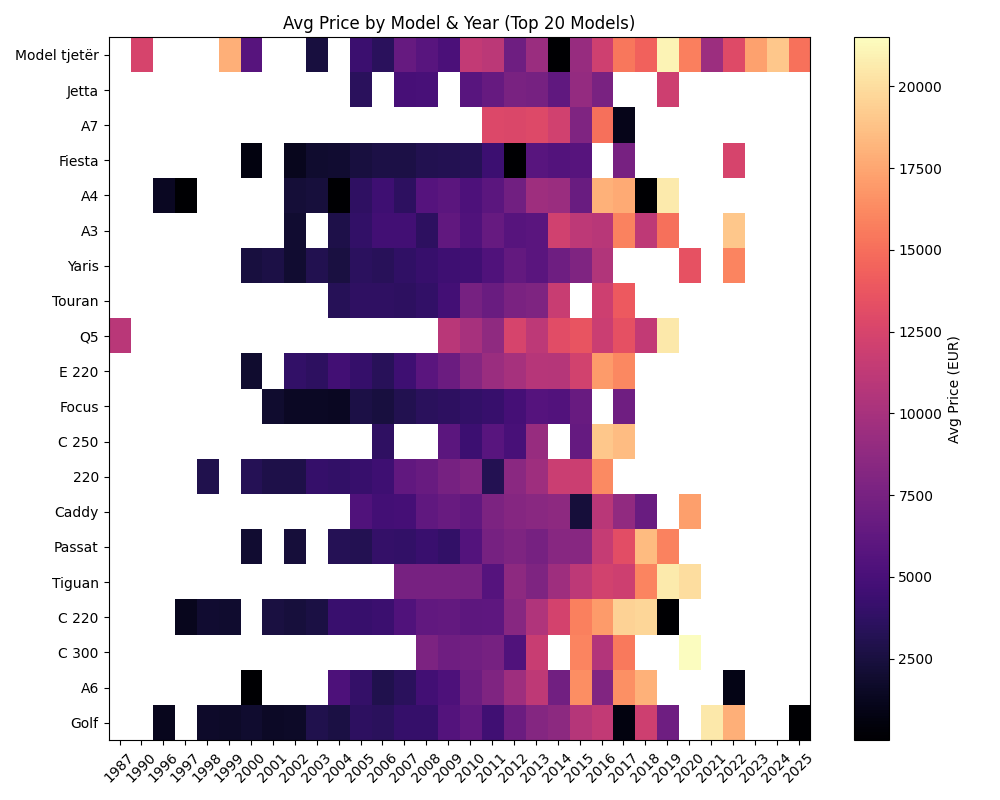 Avg Price by Model & Year (Top 20 Models)
Model tjetër
Jetta
A7
Fiesta
A4
A3
Yaris
Touran
Q5
E 220
Focus
C 250
220
Caddy
Passat
Tiguan
C 220
C 300
A6
Golf
1987
1990
1996
1997
1998
1999
2000
2001
2002
2003
2004
2005
2006
2007
2008
2009
2010
2011
2012
2013
2014
2015
2016
2017
2018
2019
2020
2021
2022
2023
2024
2025
20000
17500
15000
12500
10000
7500
5000
2500
Avg Price (EUR)